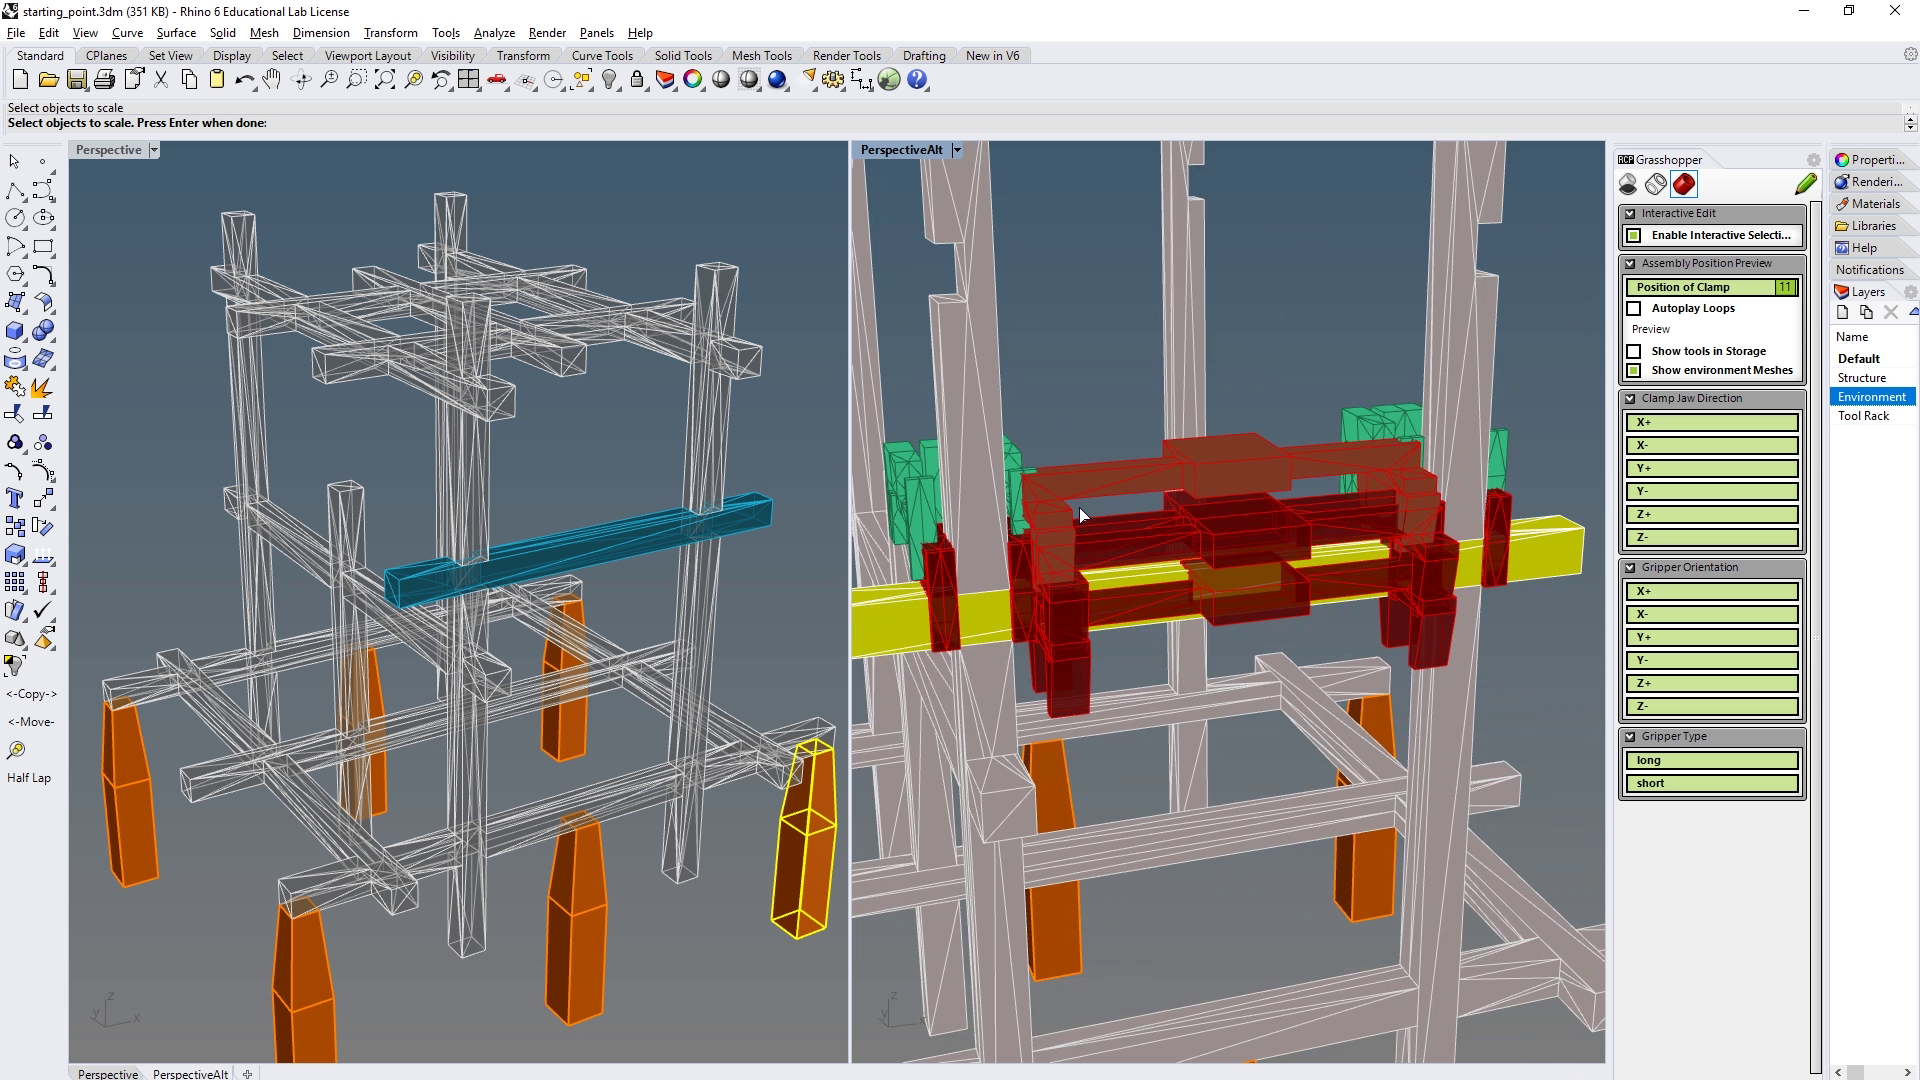 starting_point.3dm (351 KB) - Rhino 6 Educational Lab License
File Edit View Curve Surface Solid Mesh Dimension Transform Tools Analyze Render Panels Help
Standard CPlanes Set View Display Select Viewport Layout Visibility Transform Curve Tools Solid Tools Mesh Tools Render Tools Drafting New in V6
Select objects to scale
Select objects to scale. Press Enter when done:
Perspective
PerspectiveAlt
Grasshopper
Interactive Edit
Enable Interactive Selecti...
Assembly Position Preview
Position of Clamp 11
Autoplay Loops
Preview
Show tools in Storage
Show environment Meshes
Clamp Jaw Direction
X+
X-
Y+
Y-
Z+
Z-
Gripper Orientation
X+
X-
Y+
Y-
Z+
Z-
Gripper Type
long
short
Properti...
Renderi...
Materials
Libraries
Help
Notifications
Layers
Name
Default
Structure
Environment
Tool Rack
<-Copy->
<-Move-
Half Lap
z
y
x
z
y
Perspective PerspectiveAlt